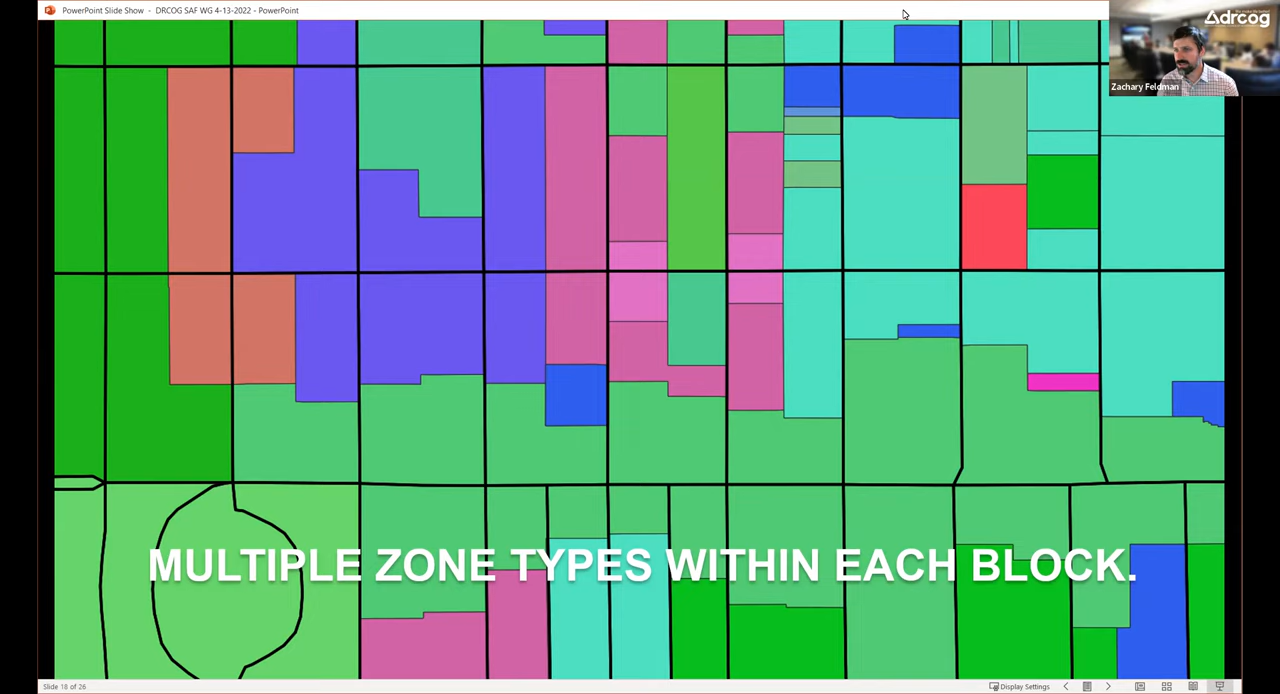 PowerPoint Slide Show - DRCOG SAF WG 4-13-2022 - PowerPoint
drcog
Zachary Feldman
MULTIPLE ZONE TYPES WITHIN EACH BLOCK.
Slide 18 of 26
Display Settings